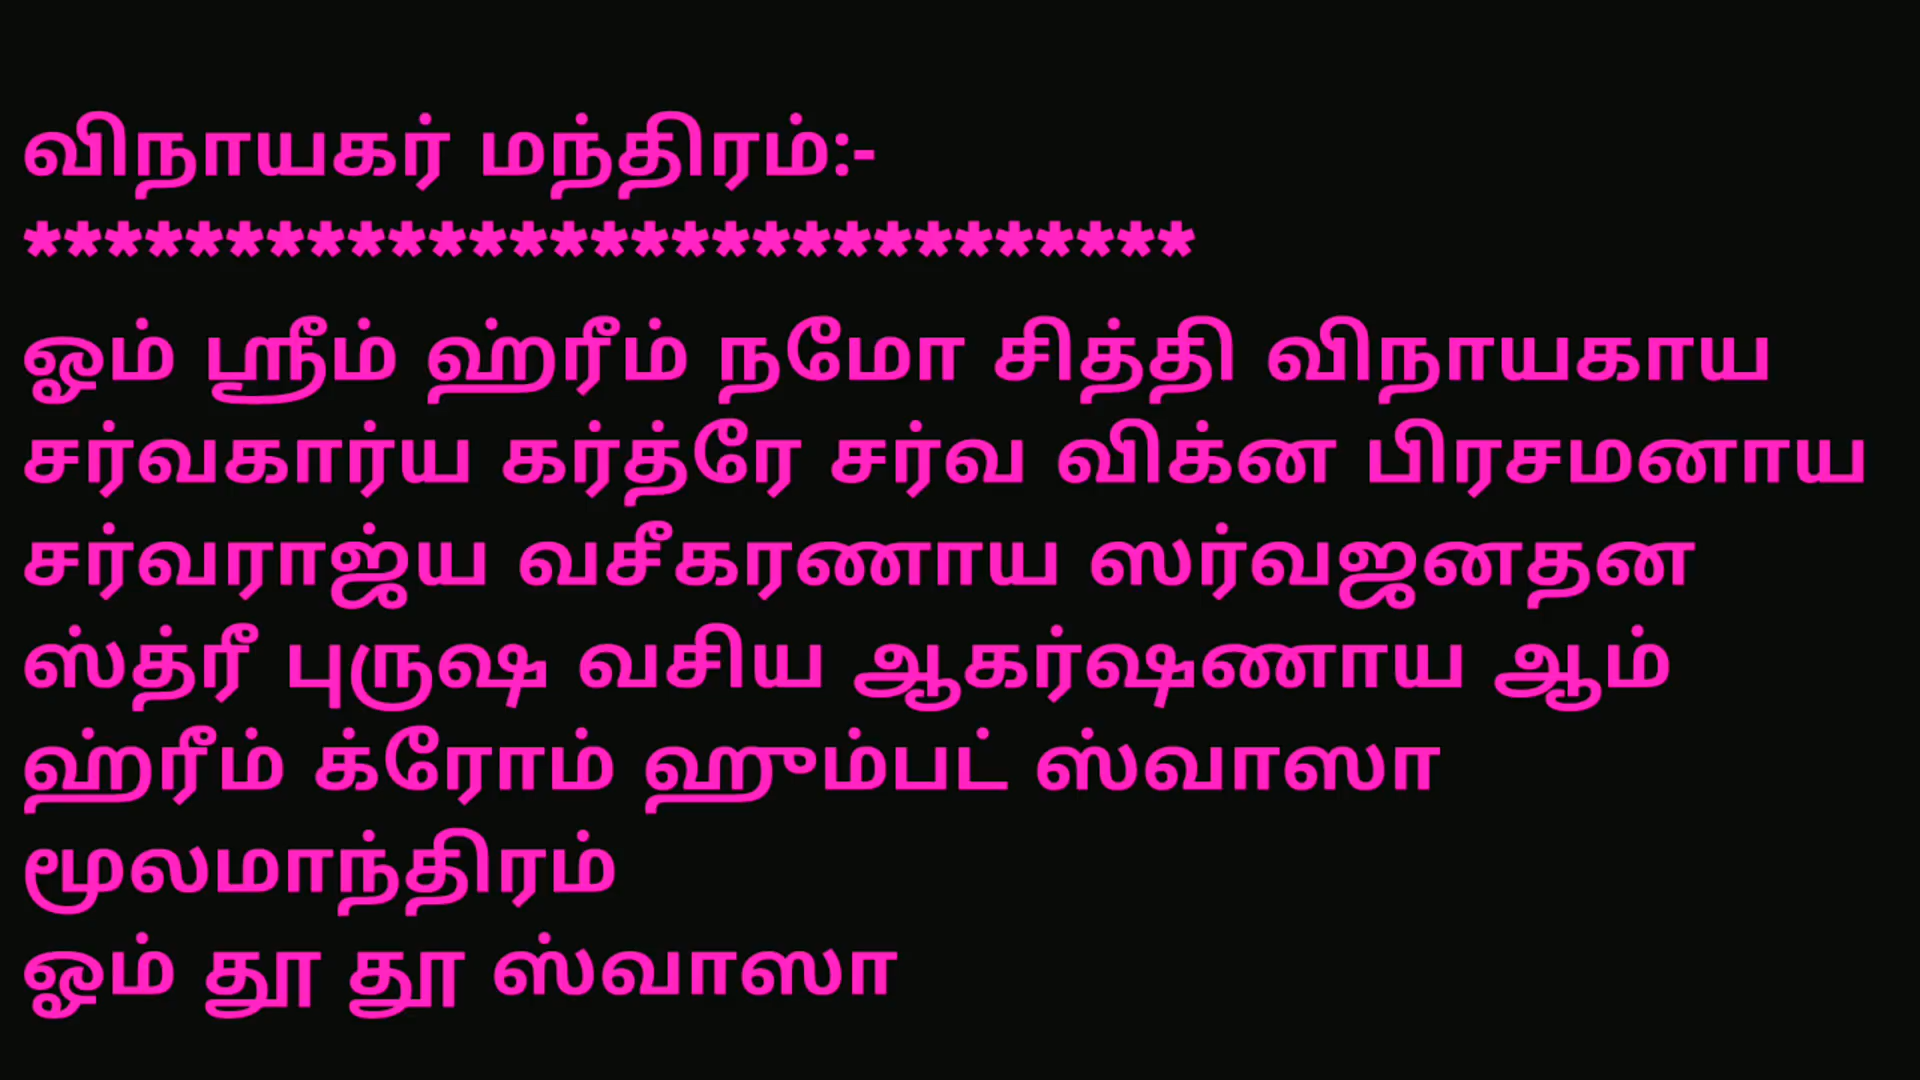 விநாயகர் மந்திரம்:-
*****************************
ஓம் ஸ்ரீம் ஹ்ரீம் நமோ சித்தி விநாயகாய
சர்வகார்ய கர்த்ரே சர்வ விக்ன பிரசமனாய
சர்வராஜ்ய வசீகரணாய ஸர்வஜனதன
ஸ்த்ரீ புருஷ வசிய ஆகர்ஷணாய ஆம்
ஹ்ரீம் க்ரோம் ஹும்பட் ஸ்வாஸா
மூலமாந்திரம்
ஓம் தூ தூ ஸ்வாஸா